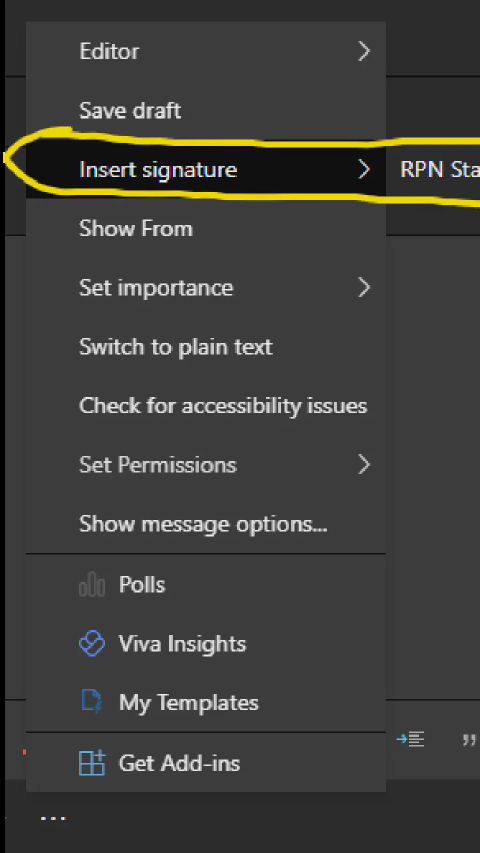 Editor
Save draft
Insert signature
RPN Sta
Show From
Set importance
Switch to plain text
Check for accessibility issues
Set Permissions
Show message options...
Polls
Viva Insights
My Templates
Get Add-ins
...